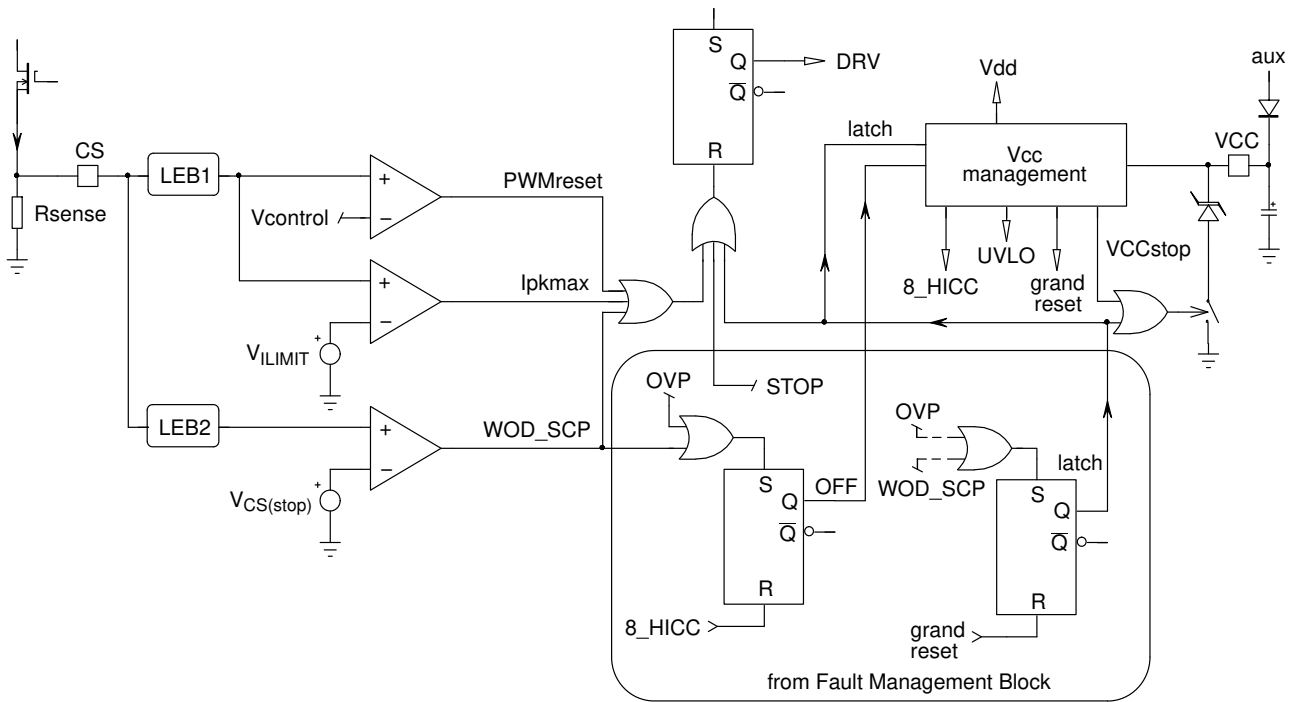 S
Q
DRV
Q
R
aux
Vdd
VCC
latch
Vcc
management
CS
LEB1
Rsense
+
−
Vcontrol
PWMreset
UVLO
VCCstop
8_HICC
grand
reset
+
−
Ipkmax
+
VILIMIT
OVP
STOP
LEB2
+
−
WOD_SCP
+
VCS(stop)
S
Q
OFF
Q
R
8_HICC
OVP
WOD_SCP
latch
S
Q
Q
R
grand
reset
+
from Fault Management Block